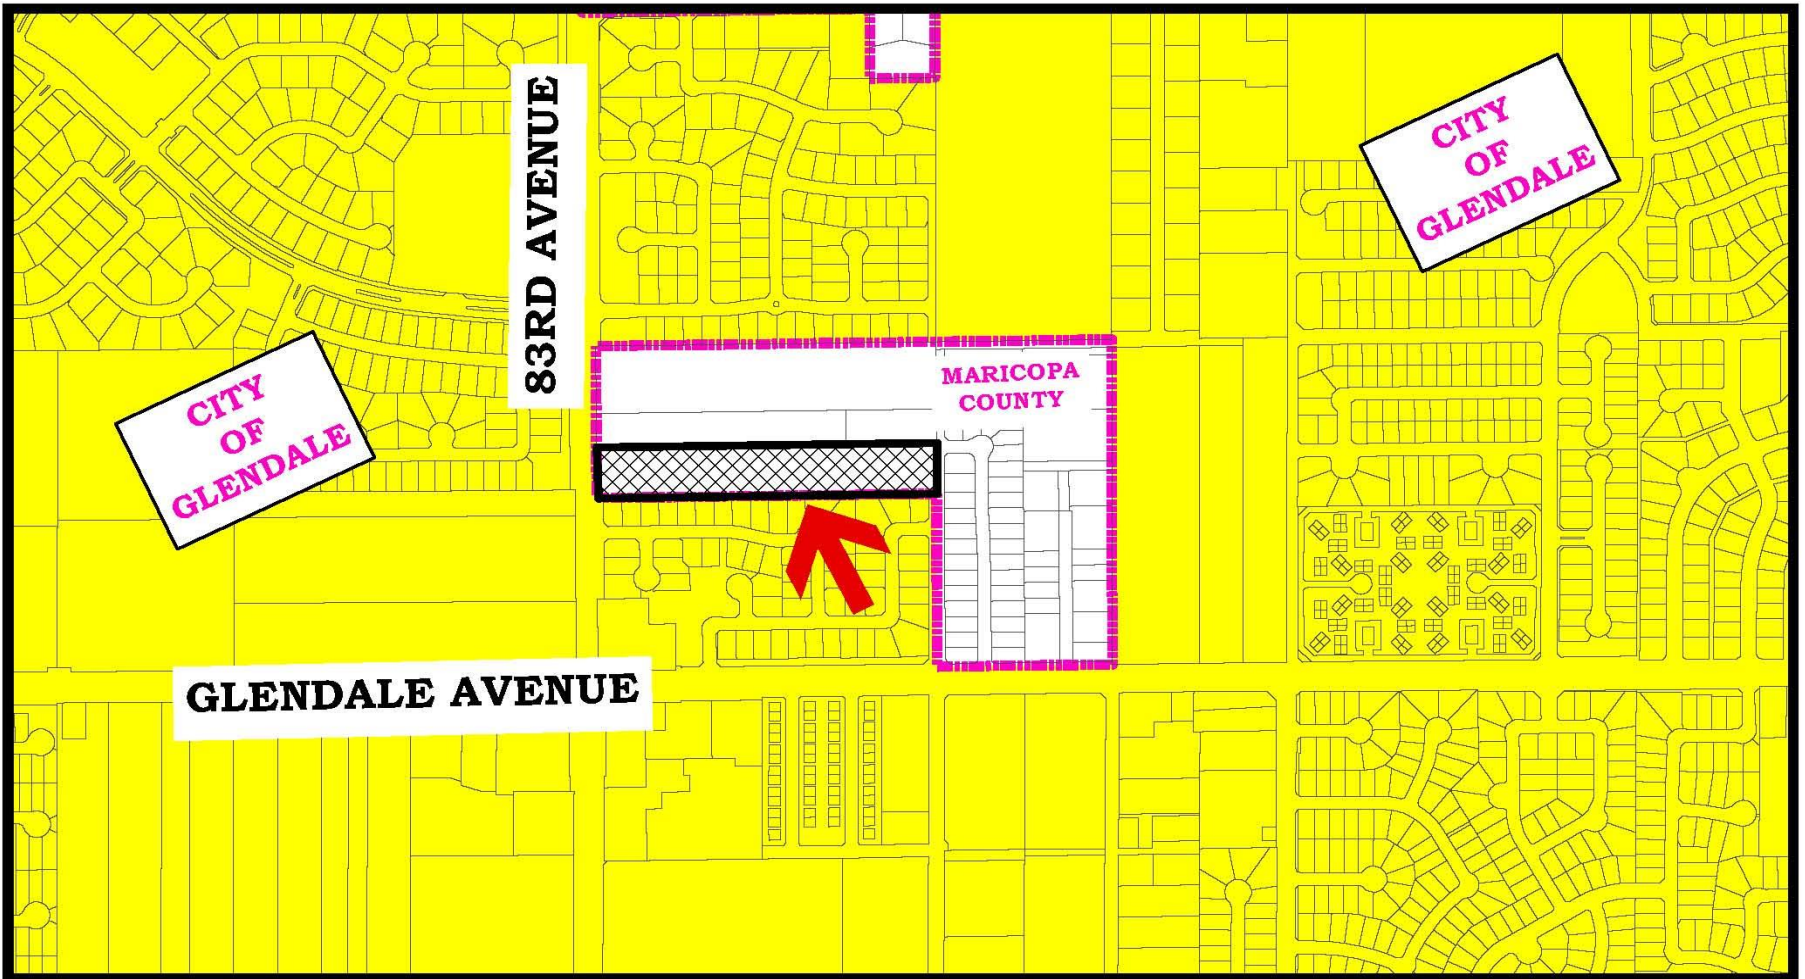 83RD AVENUE
CITY
OF
GLENDALE
MARICOPA
COUNTY
CITY
OF
GLENDALE
GLENDALE AVENUE